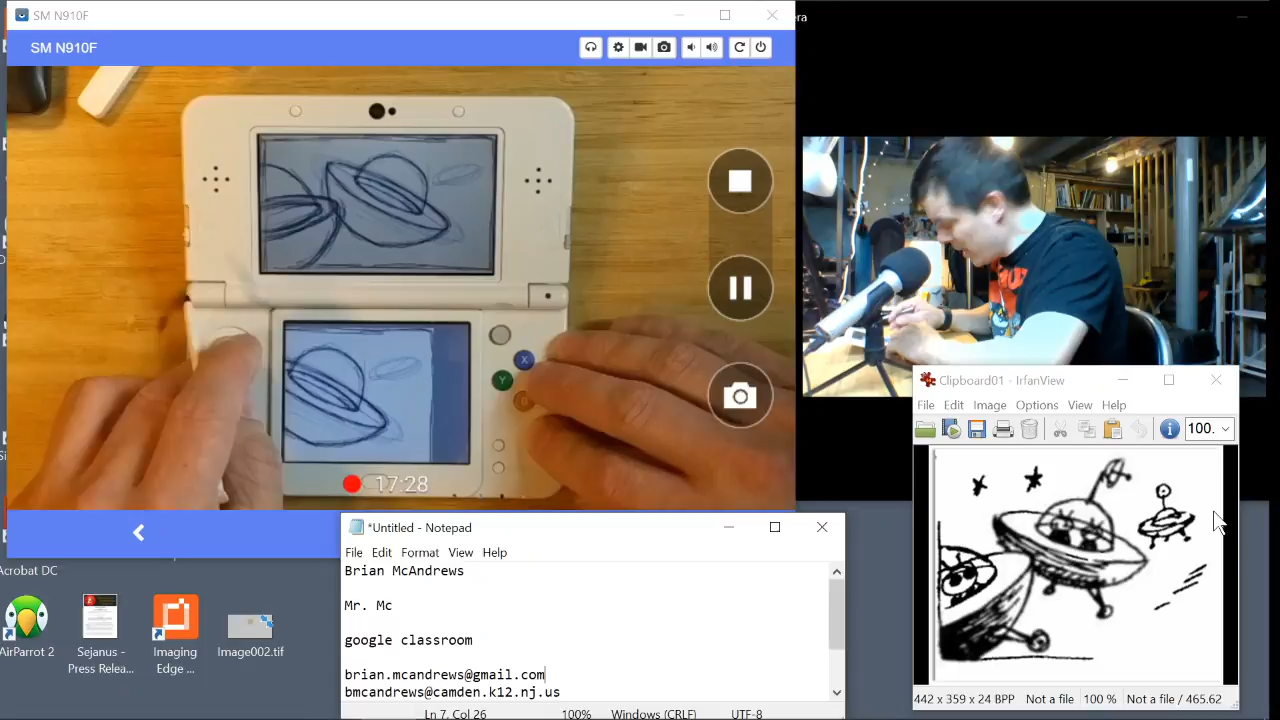 SM N910F
SM N910F
era
17:28
X
Y
B
Clipboard01 - IrfanView
File Edit Image Options View Help
100.
442 x 359 x 24 BPP Not a file 100 % Not a file / 465.62
*Untitled - Notepad
File Edit Format View Help
Brian McAndrews
Mr. Mc
google classroom
brian.mcandrews@gmail.com
bmcandrews@camden.k12.nj.us
Ln 7, Col 26 100% Windows (CRLF) UTF-8
Acrobat DC
AirParrot 2
Sejanus -
Press Relea...
Imaging
Edge ...
Image002.tif